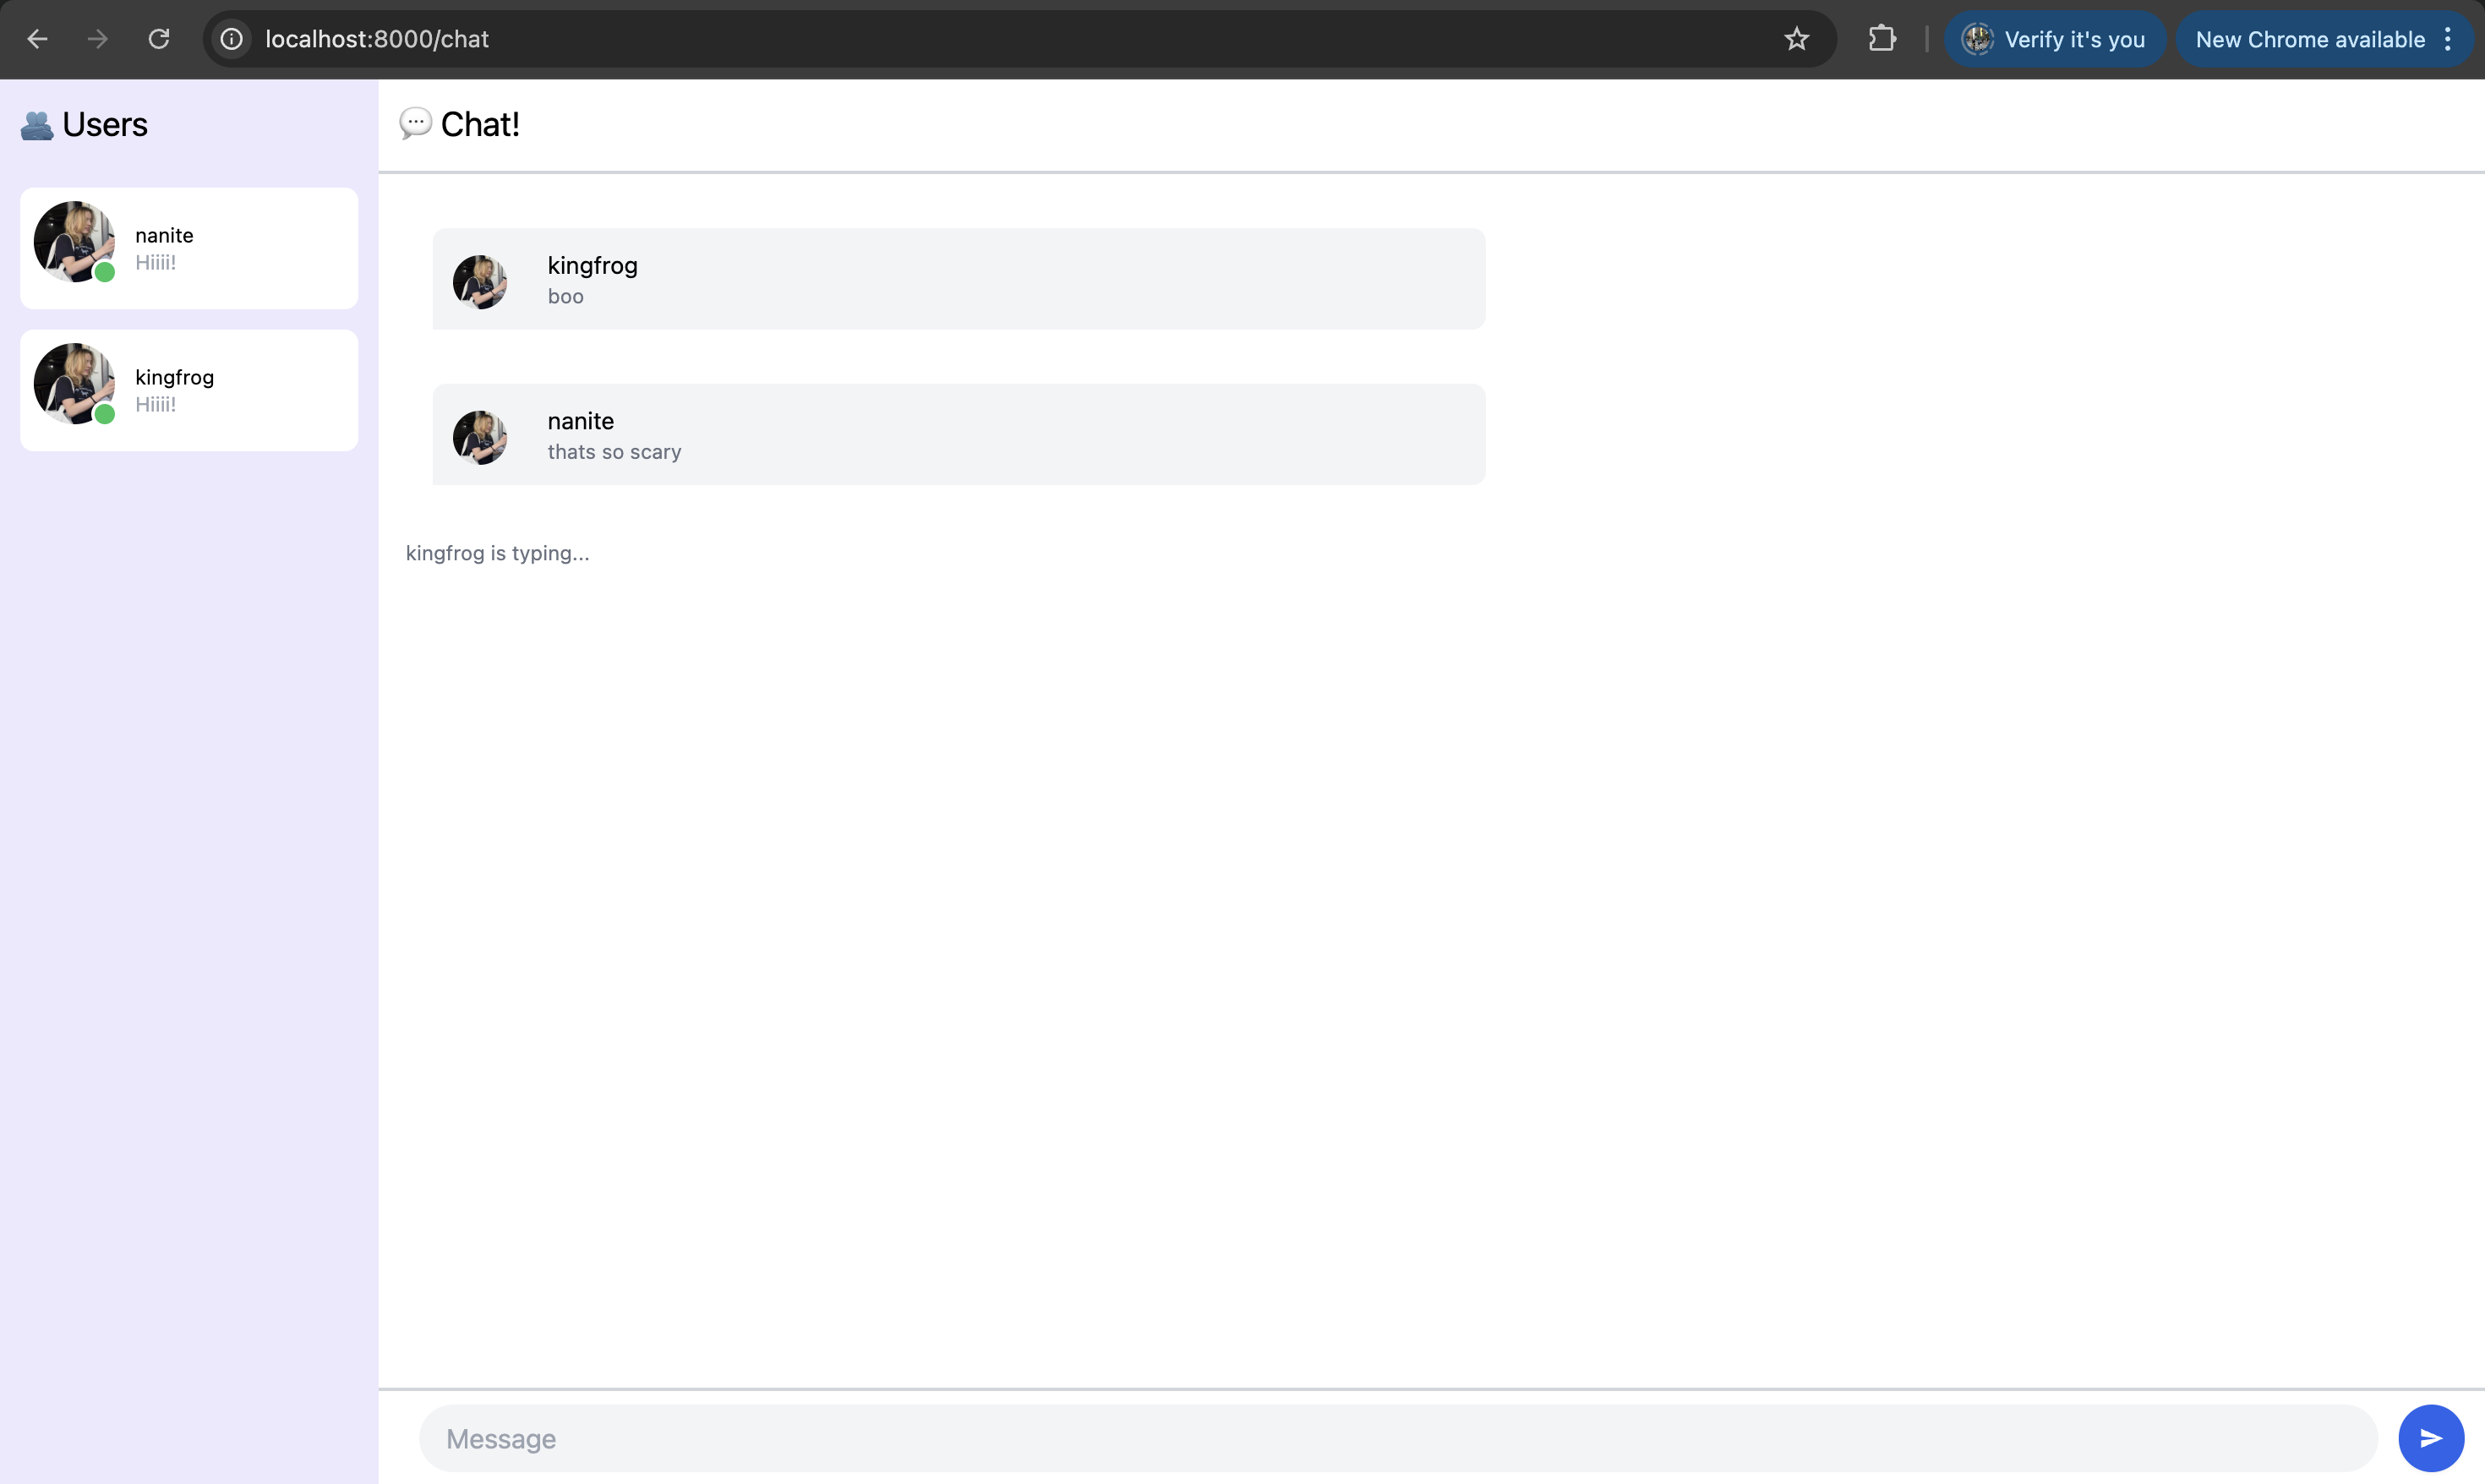 localhost:8000/chat
Verify it's you
New Chrome available
Users
Chat!
nanite
Hiiii!
kingfrog
Hiiii!
kingfrog
boo
nanite
thats so scary
kingfrog is typing...
Message